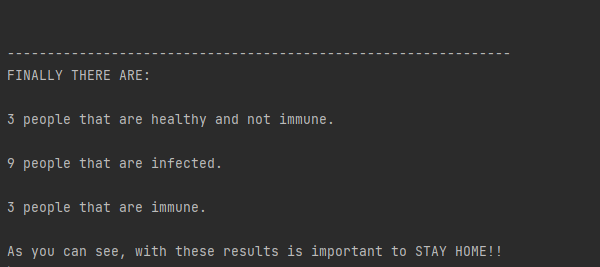 ---------------------------------------------------------------
FINALLY THERE ARE:
3 people that are healthy and not immune.
9 people that are infected.
3 people that are immune.
As you can see, with these results is important to STAY HOME!!